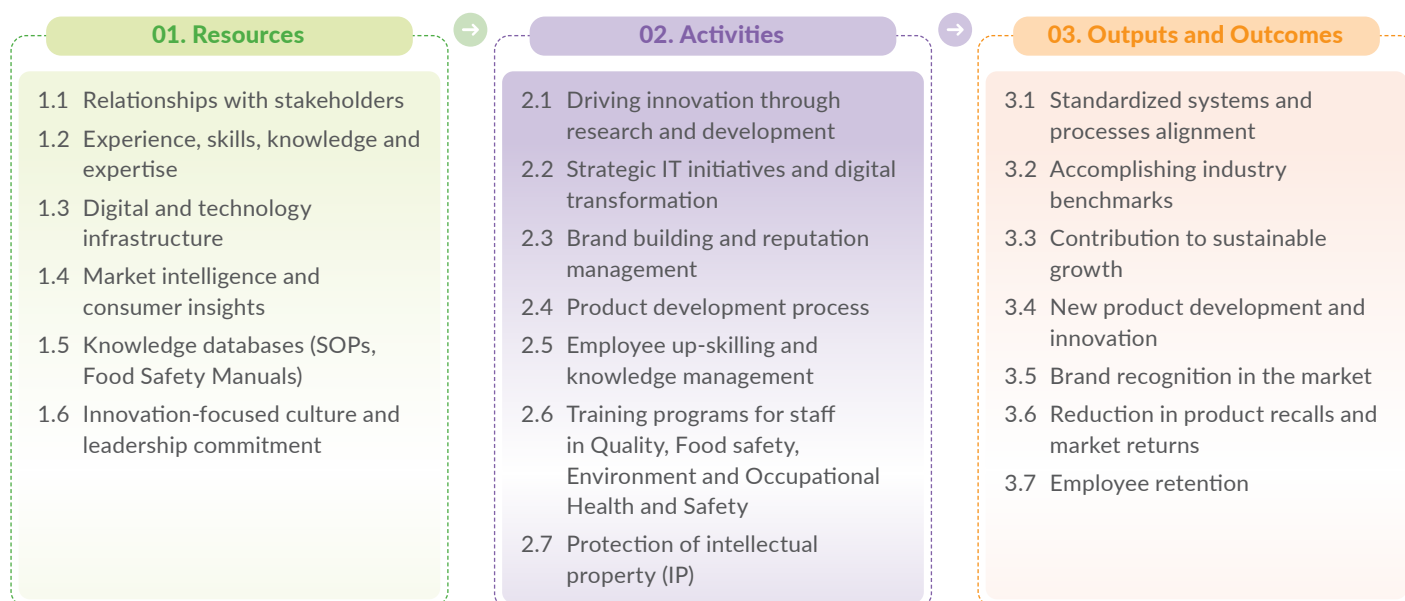 01. Resources
1.1 Relationships with stakeholders
1.2 Experience, skills, knowledge and
expertise
1.3 Digital and technology
infrastructure
1.4 Market intelligence and
consumer insights
1.5 Knowledge databases (SOPs,
Food Safety Manuals)
1.6 Innovation-focused culture and
leadership commitment
02. Activities
2.1 Driving innovation through
research and development
2.2 Strategic IT initiatives and digital
transformation
2.3 Brand building and reputation
management
2.4 Product development process
2.5 Employee up-skilling and
knowledge management
2.6 Training programs for staff
in Quality, Food safety,
Environment and Occupational
Health and Safety
2.7 Protection of intellectual
property (IP)
03. Outputs and Outcomes
3.1 Standardized systems and
processes alignment
3.2 Accomplishing industry
benchmarks
3.3 Contribution to sustainable
growth
3.4 New product development and
innovation
3.5 Brand recognition in the market
3.6 Reduction in product recalls and
market returns
3.7 Employee retention